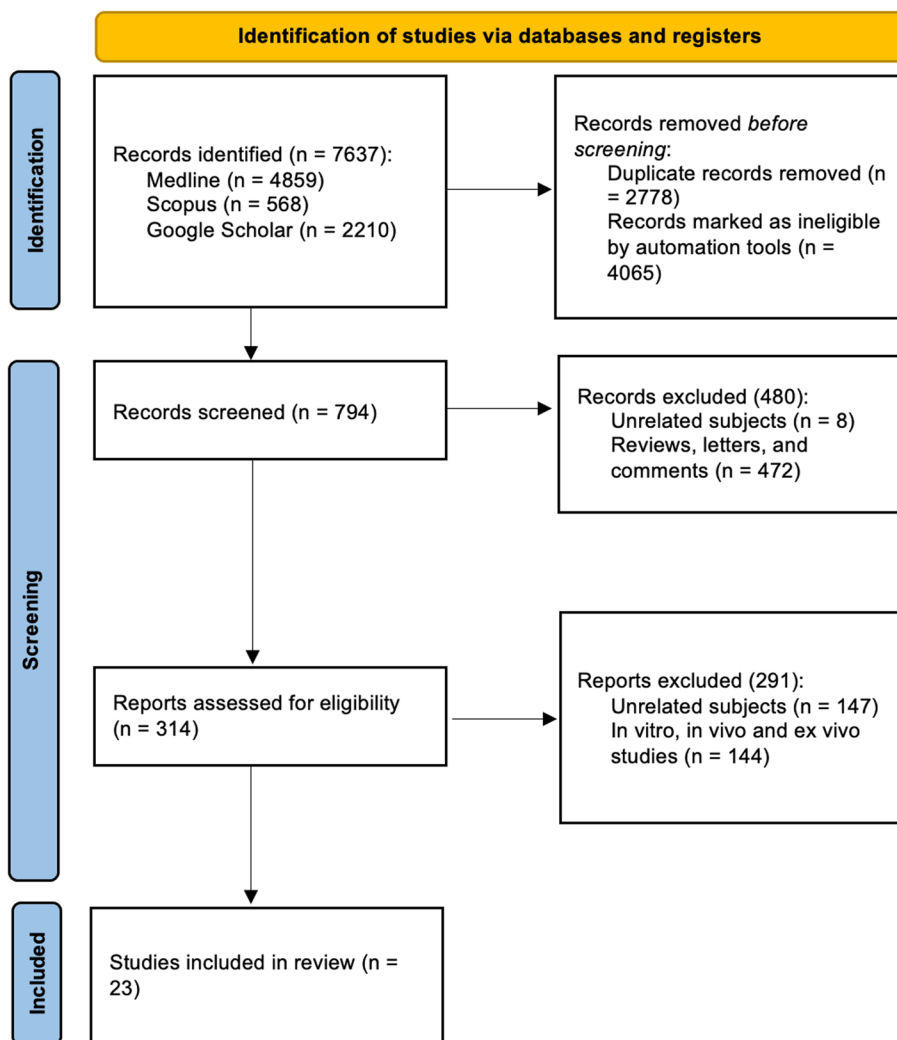 Identification of studies via databases and registers
Identification
Records identified (n = 7637):
Medline (n = 4859)
Scopus (n = 568)
Google Scholar (n = 2210)
Records removed before
screening:
Duplicate records removed (n
= 2778)
Records marked as ineligible
by automation tools (n =
4065)
Screening
Records screened (n = 794)
Records excluded (480):
Unrelated subjects (n = 8)
Reviews, letters, and
comments (n = 472)
Reports assessed for eligibility
(n = 314)
Reports excluded (291):
Unrelated subjects (n = 147)
In vitro, in vivo and ex vivo
studies (n = 144)
Included
Studies included in review (n =
23)